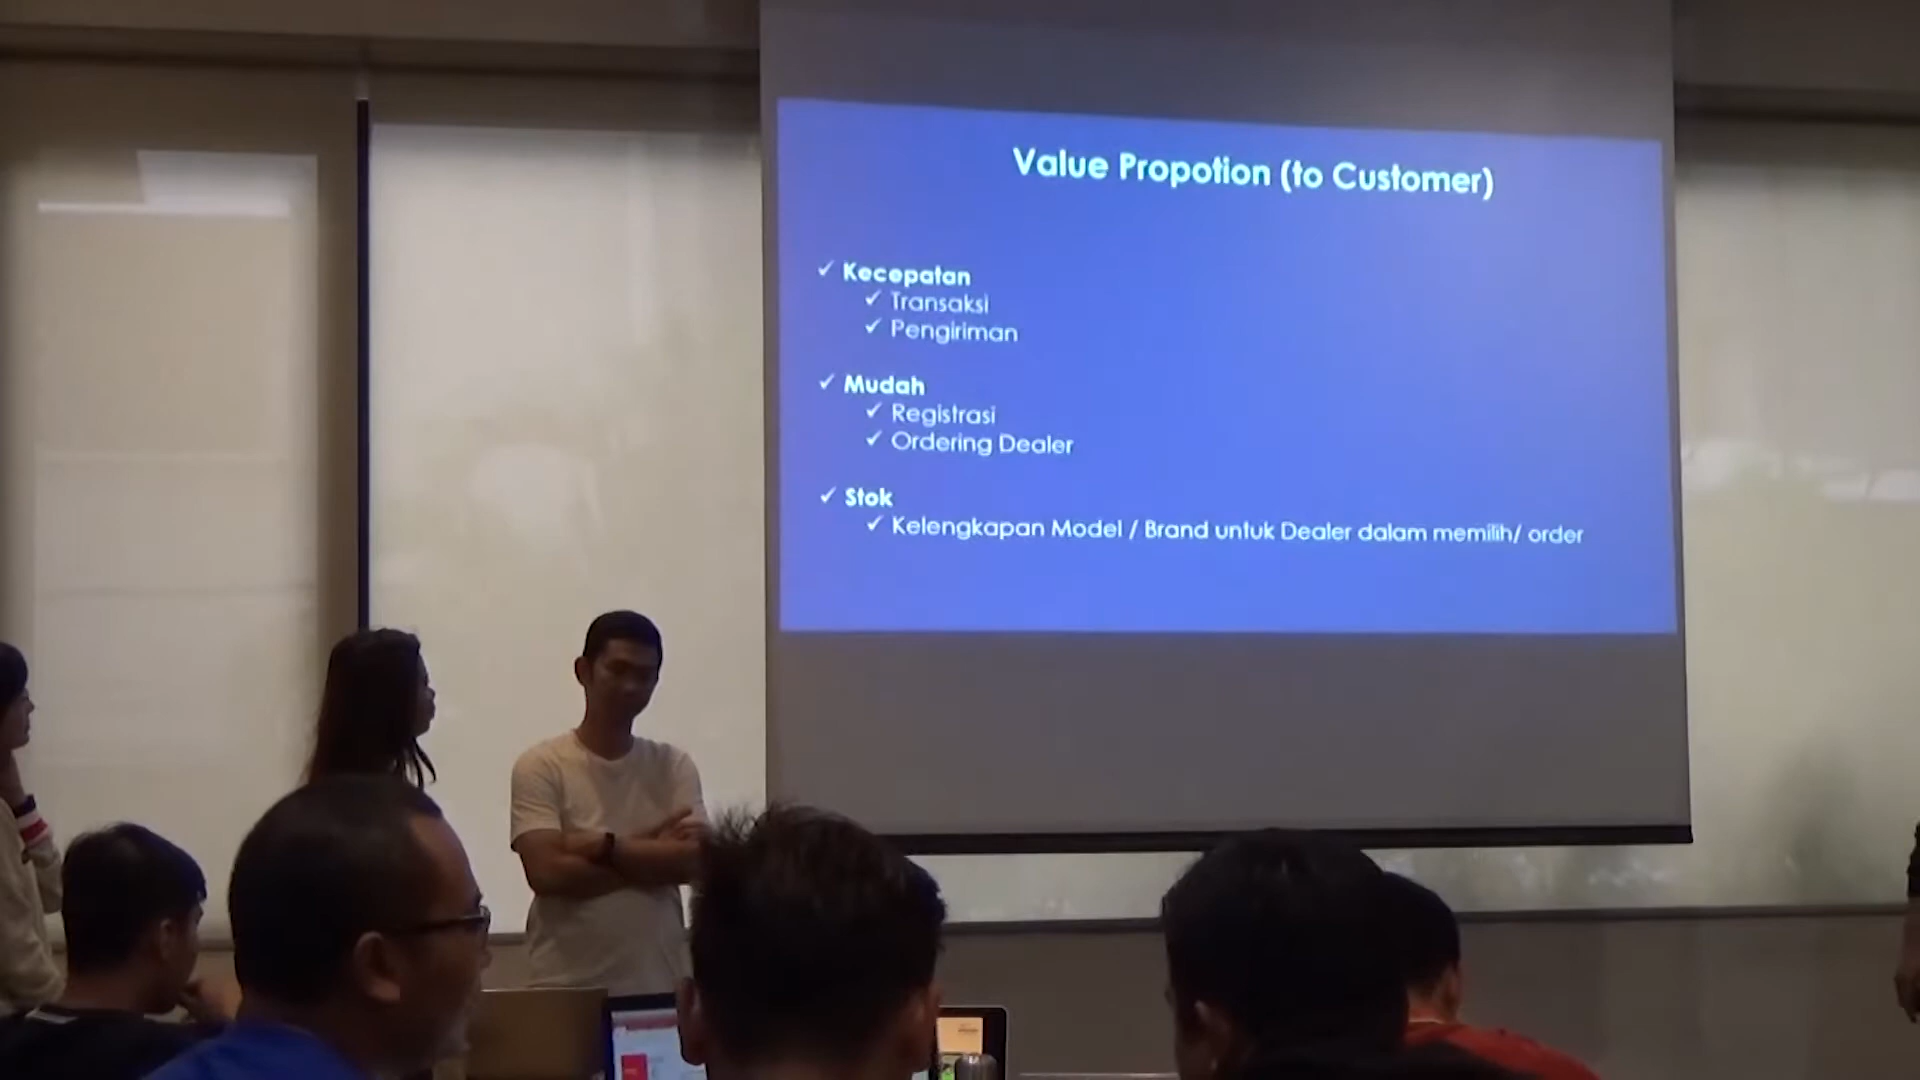 Value Propotion (to Customer)
✓ Kecepatan
✓ Transaksi
✓ Pengiriman
✓ Mudah
✓ Registrasi
✓ Ordering Dealer
✓ Stok
✓ Kelengkapan Model / Brand untuk Dealer dalam memilih/ order